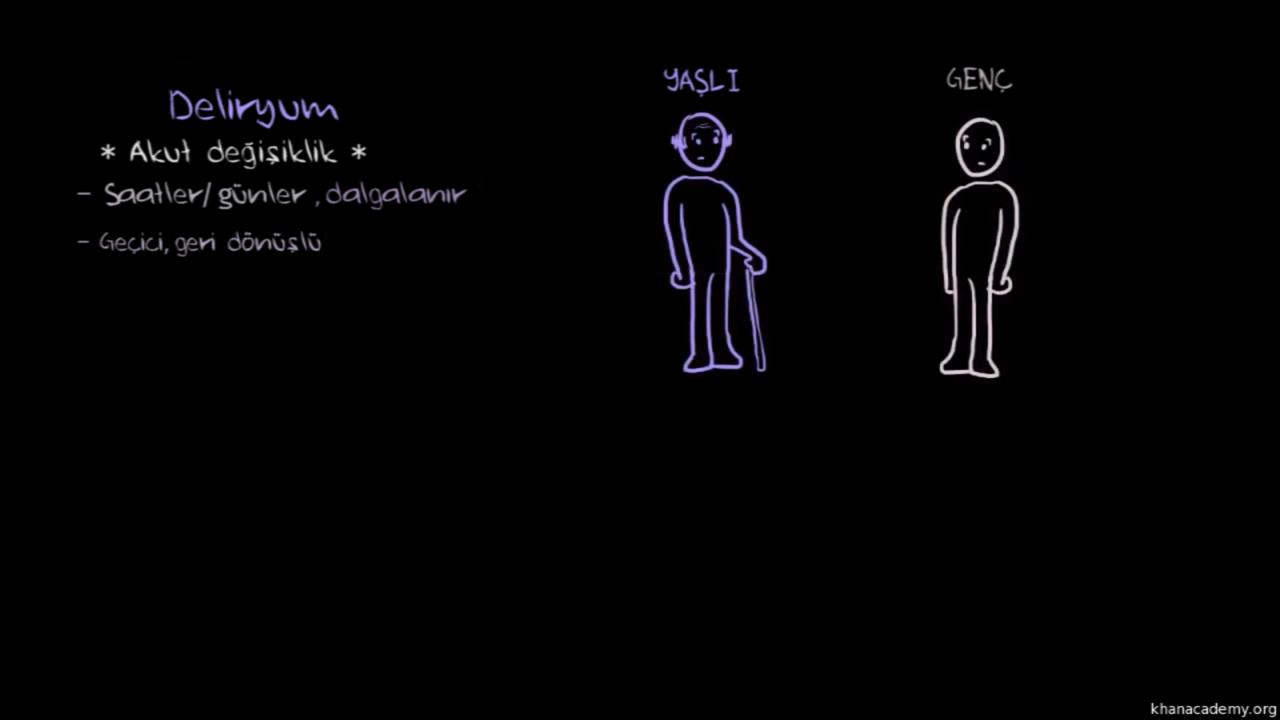 Deliryum
* Akut değişiklik *
- Saatler/günler, dalgalanır
- Geçici, geri dönüşlü
YAŞLI
GENÇ
khanacademy.org